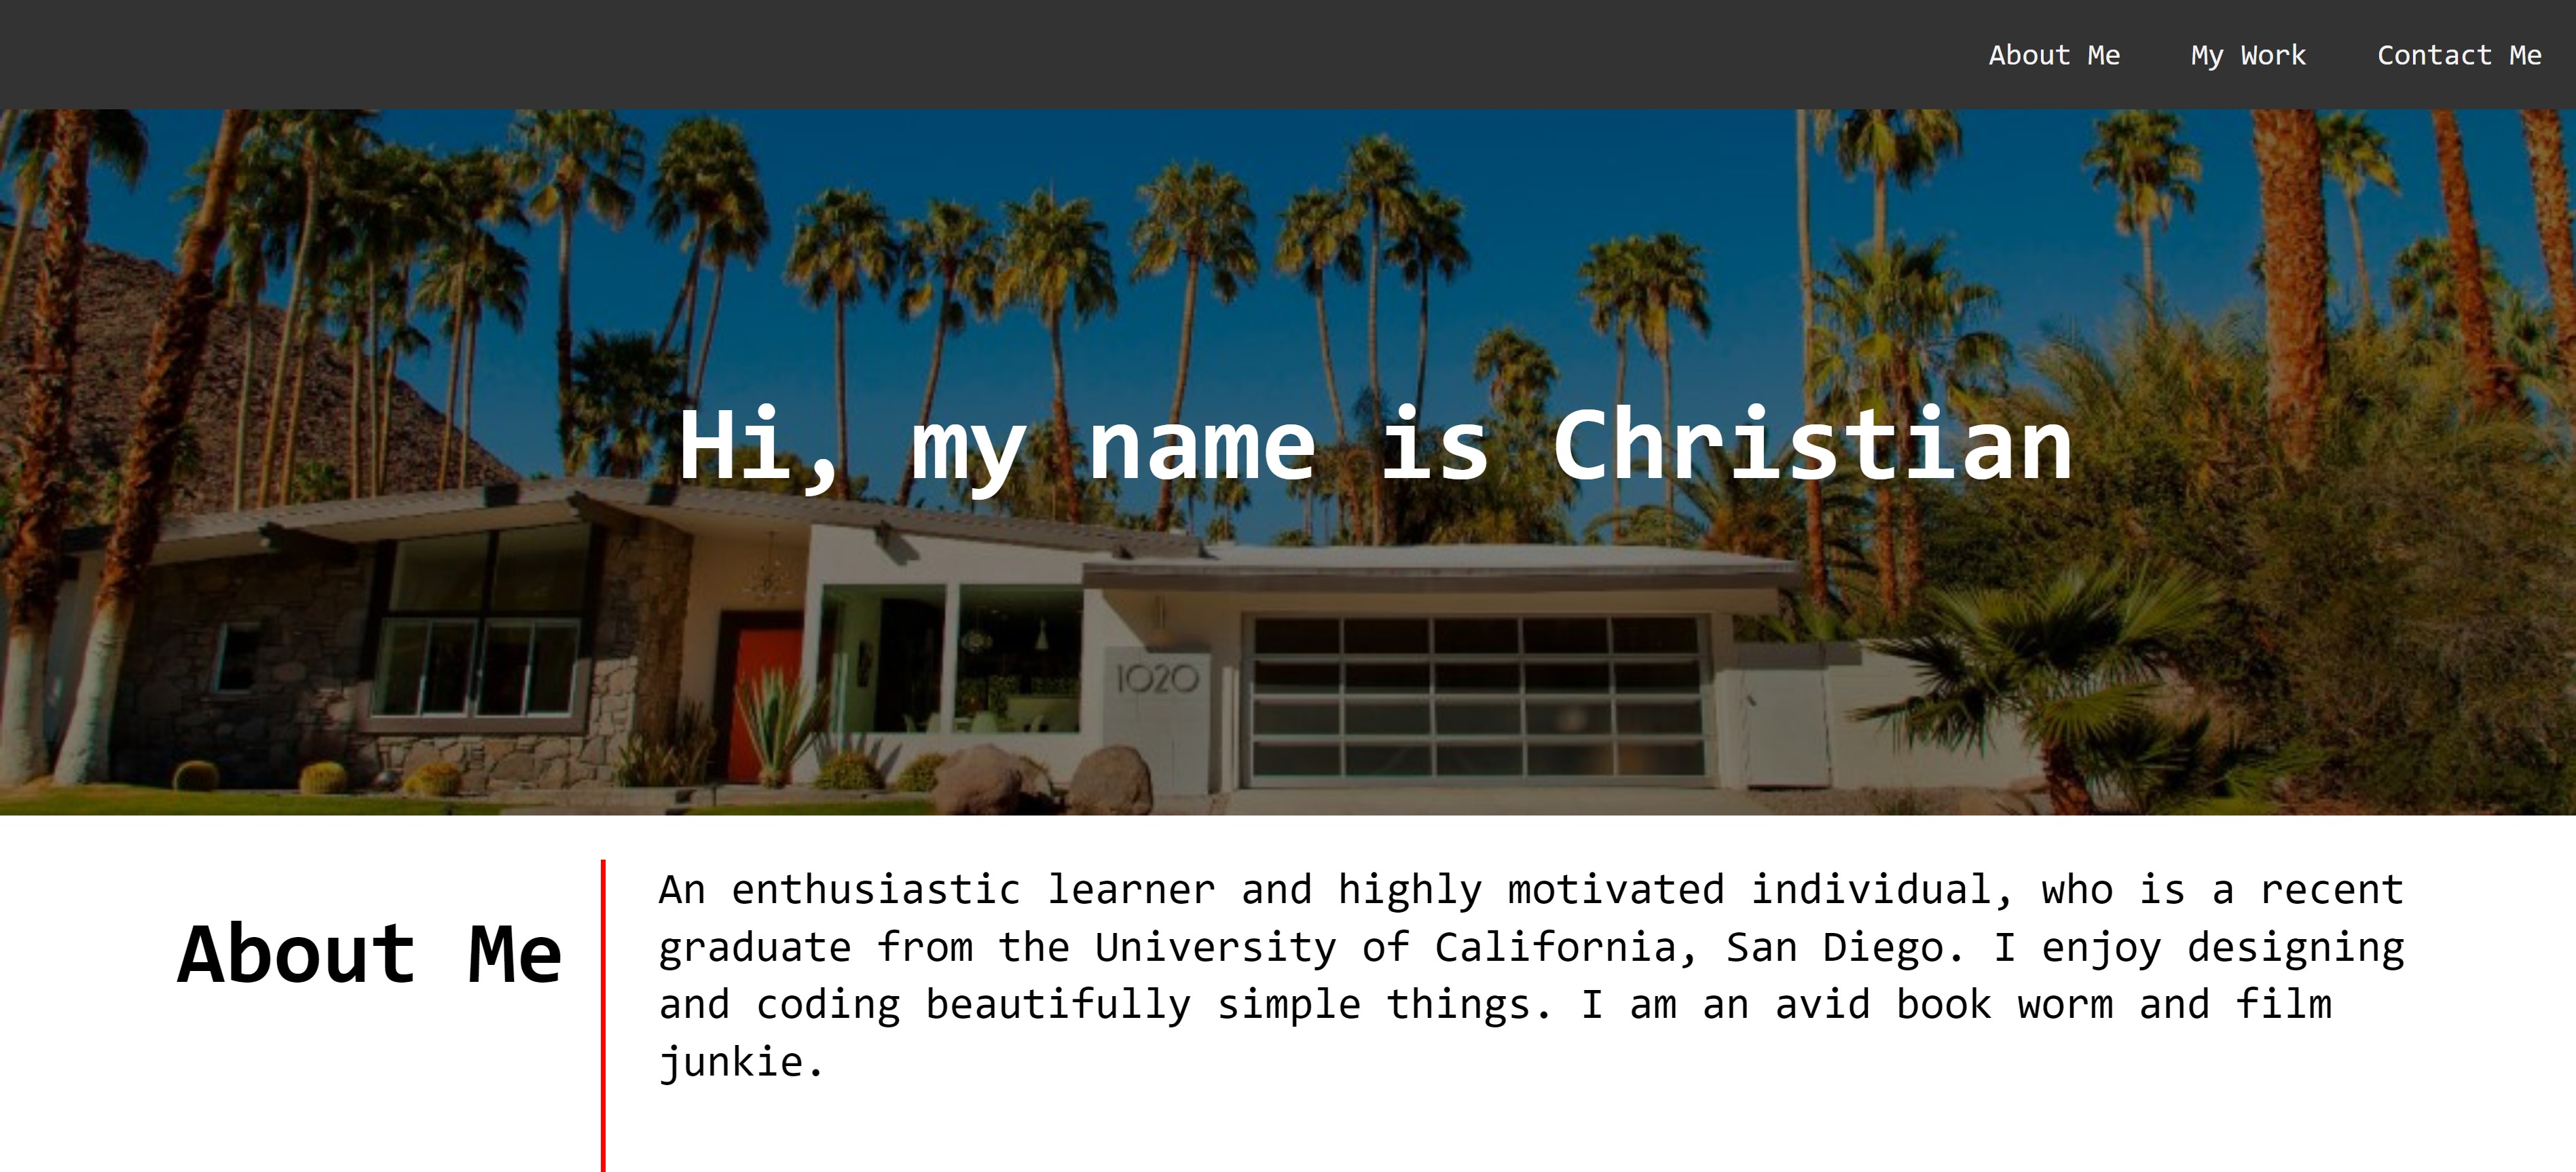 About Me My Work Contact Me
Hi, my name is Christian
1020
About Me
An enthusiastic learner and highly motivated individual, who is a recent
graduate from the University of California, San Diego. I enjoy designing
and coding beautifully simple things. I am an avid book worm and film
junkie.